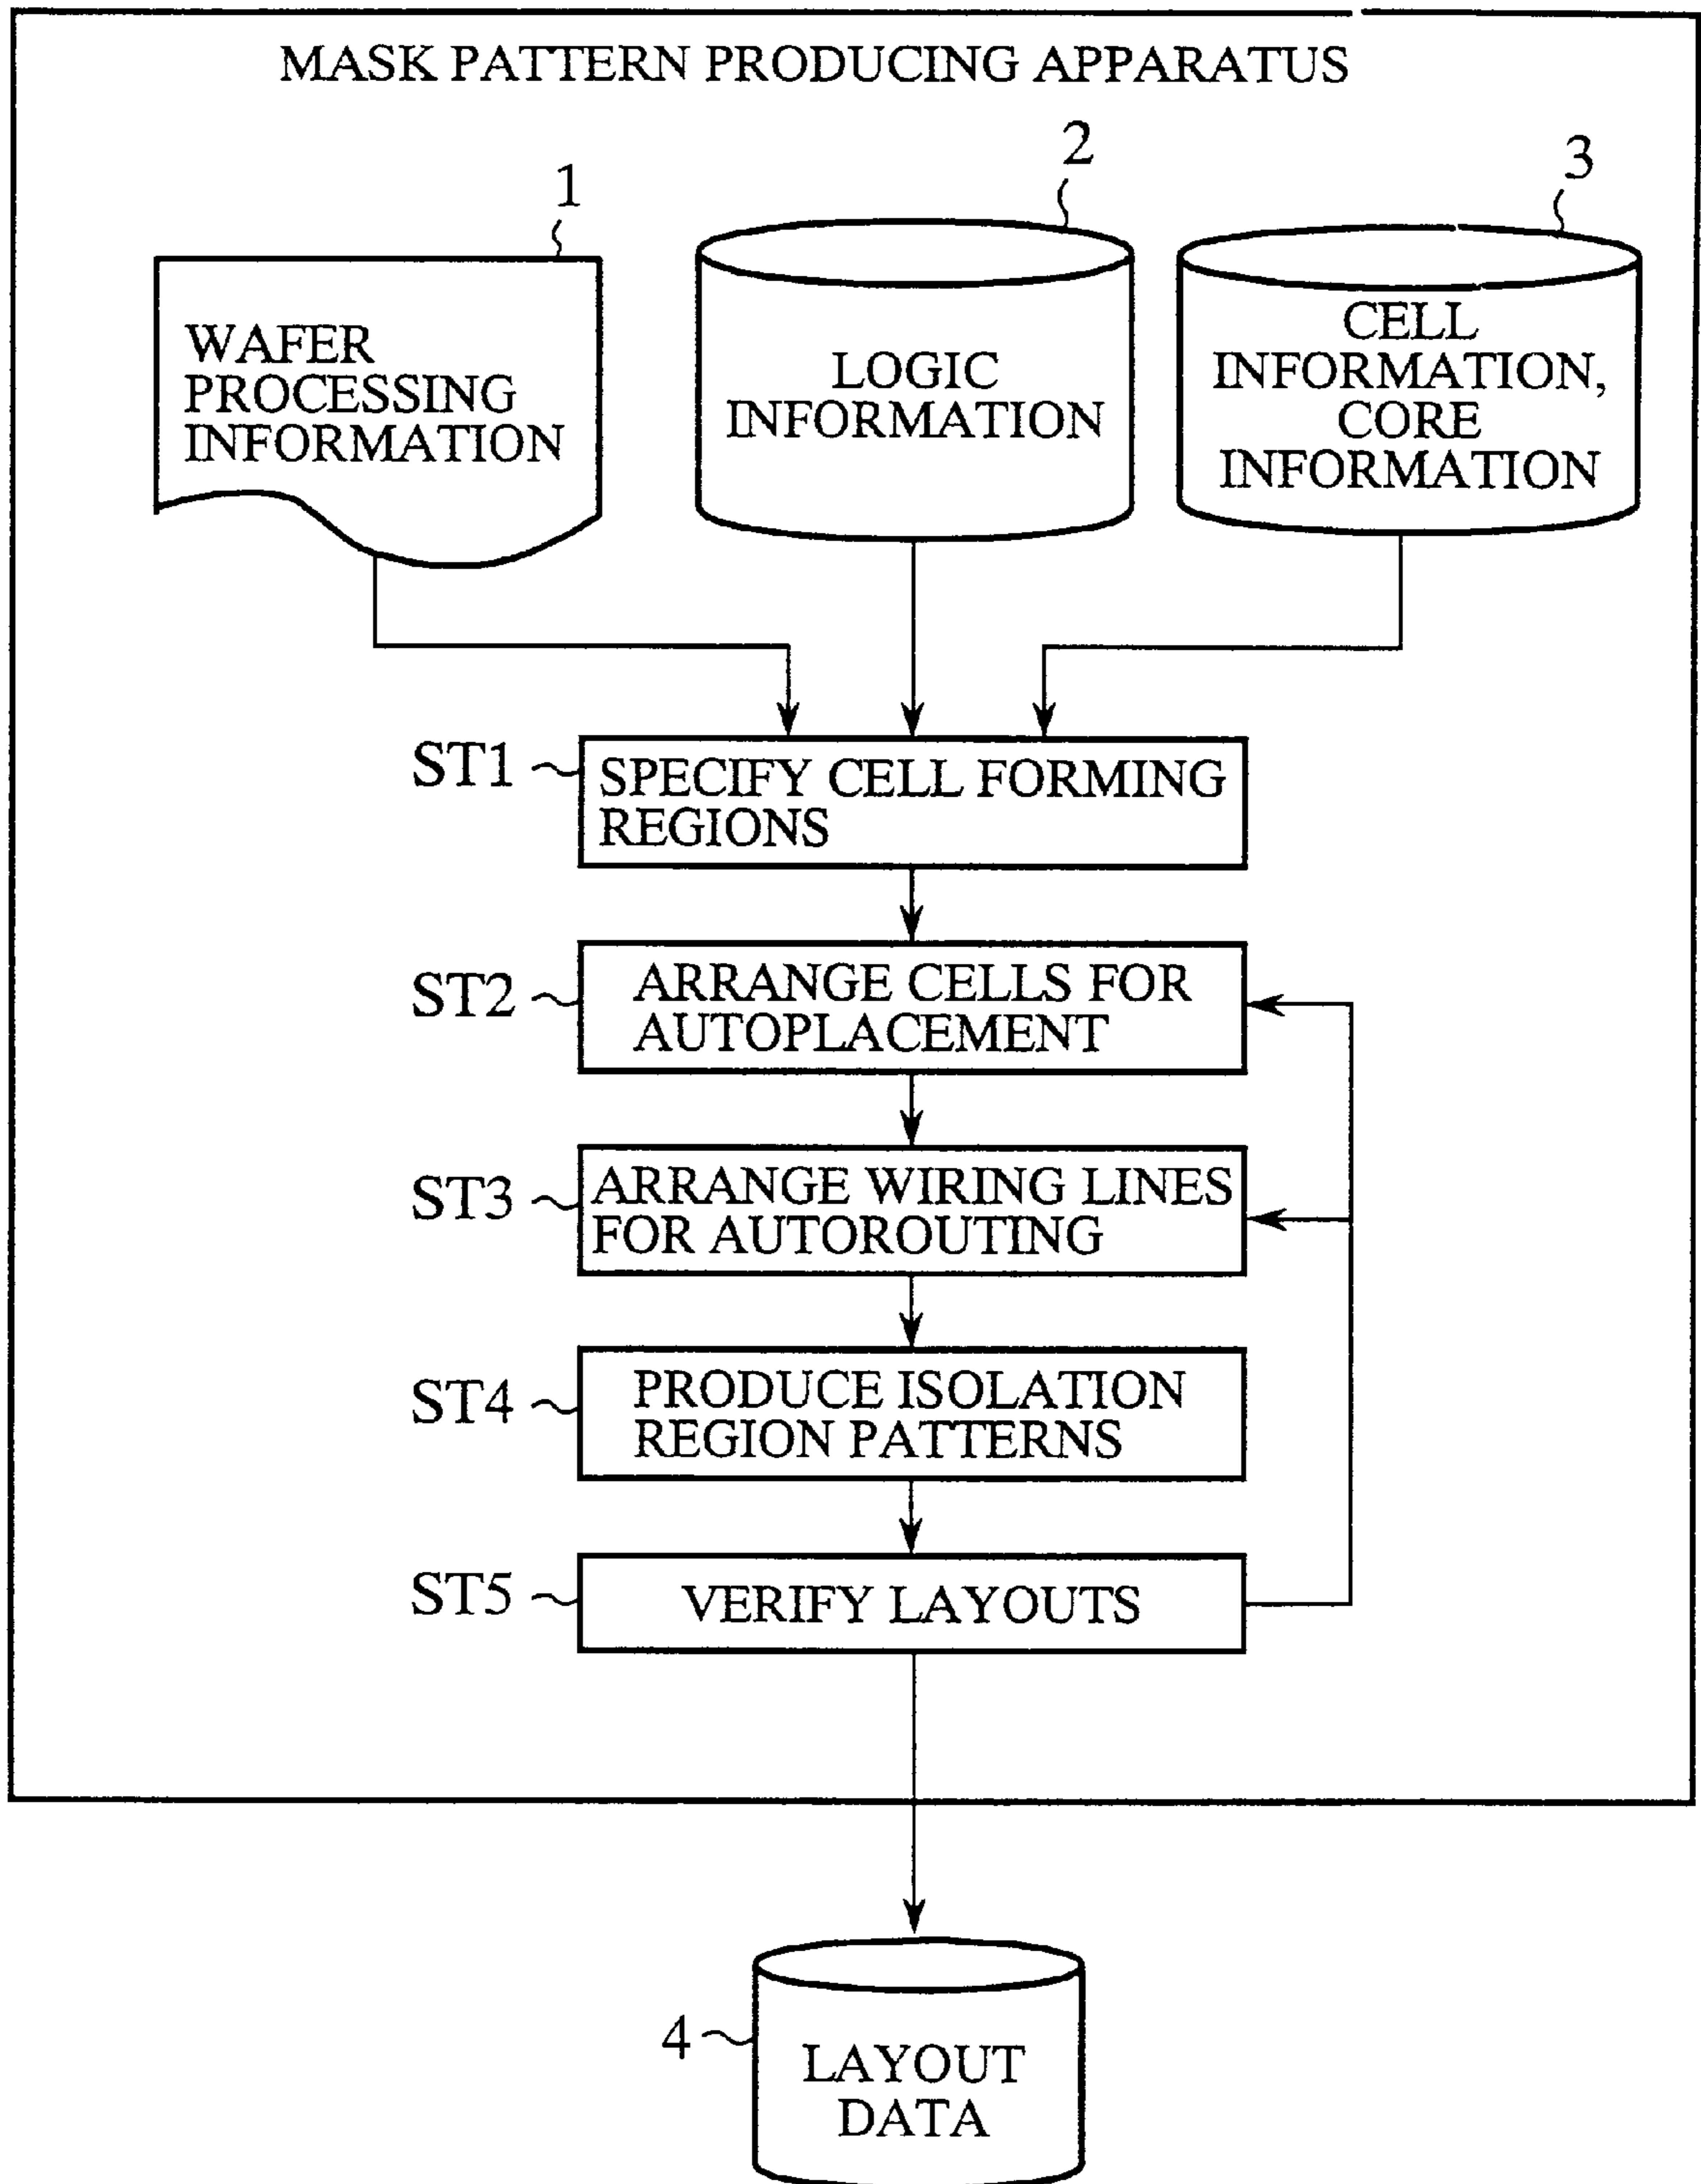 MASK PATTERN PRODUCING APPARATUS
1
2
3
WAFER
PROCESSING
INFORMATION
LOGIC
INFORMATION
CELL
INFORMATION,
CORE
INFORMATION
ST1
SPECIFY CELL FORMING
REGIONS
ST2
ARRANGE CELLS FOR
AUTOPLACEMENT
ST3
ARRANGE WIRING LINES
FOR AUTOROUTING
ST4
PRODUCE ISOLATION
REGION PATTERNS
ST5
VERIFY LAYOUTS
4
LAYOUT
DATA